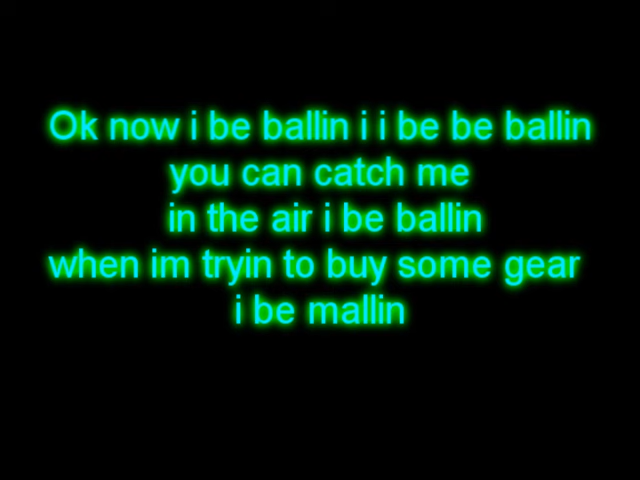 Ok now i be ballin i i be be ballin
you can catch me
in the air i be ballin
when im tryin to buy some gear
i be mallin